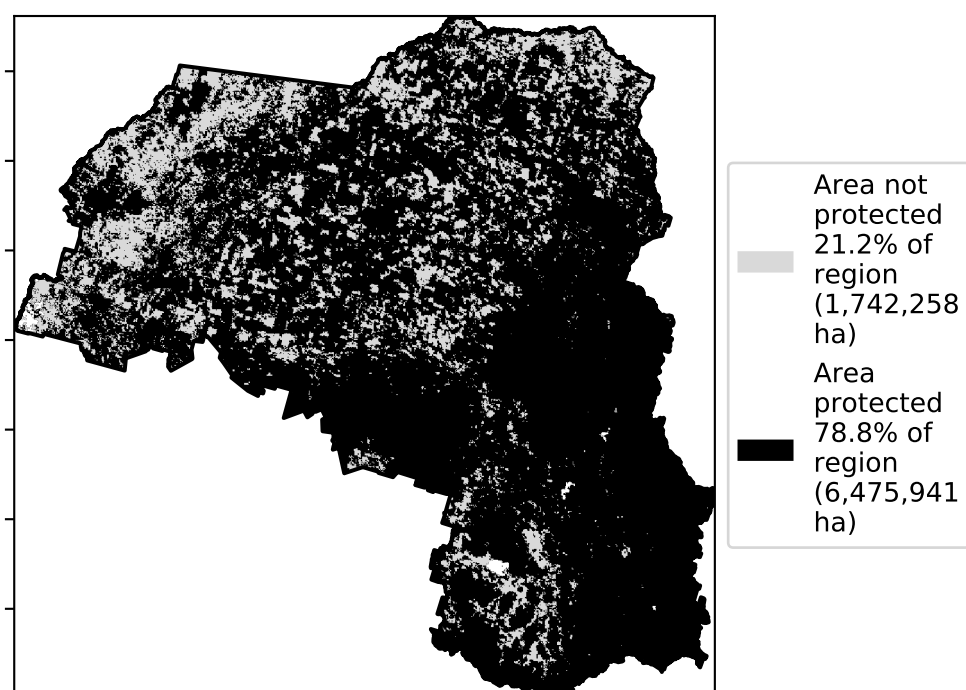 Area not
protected
21.2% of
region
(1,742,258
ha)
Area
protected
78.8% of
region
(6,475,941
ha)